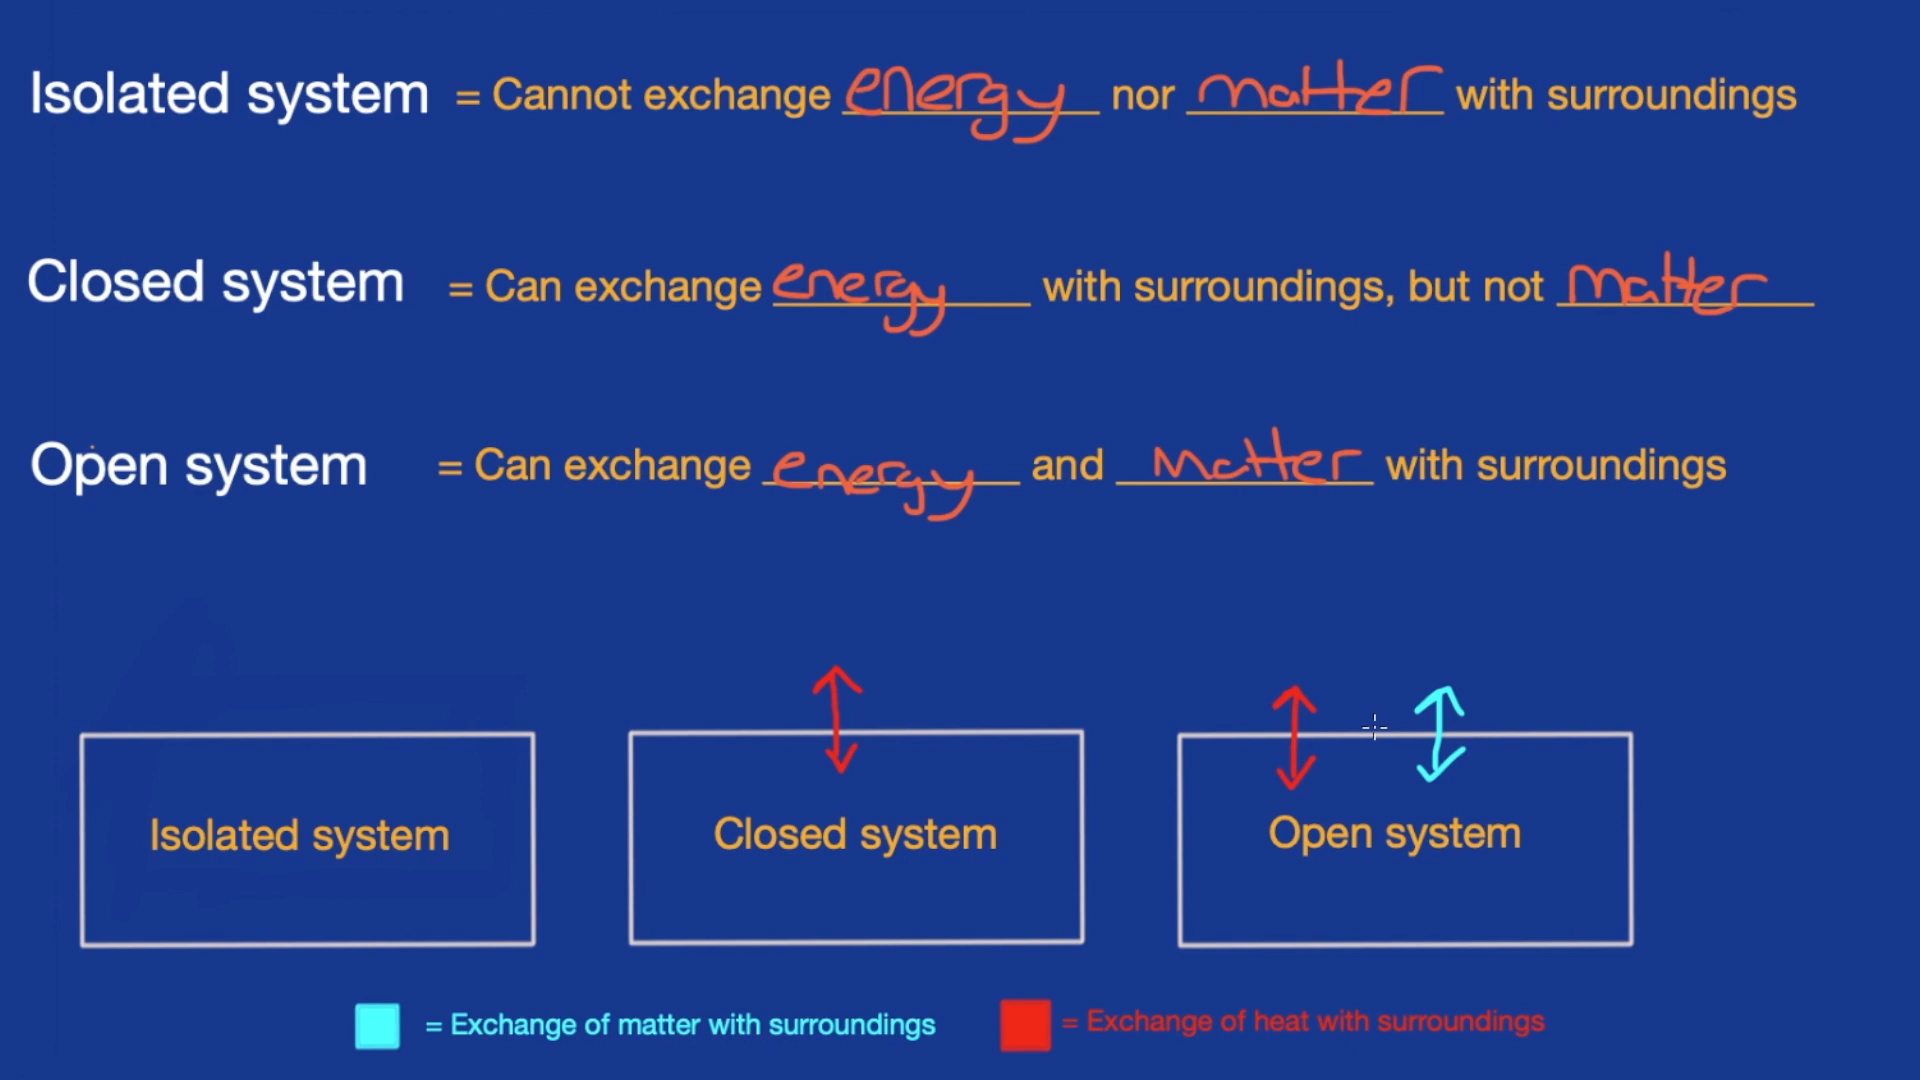 Isolated system = Cannot exchange energy nor matter with surroundings
Closed system = Can exchange energy with surroundings, but not matter
Open system = Can exchange energy and matter with surroundings
Isolated system
Closed system
Open system
= Exchange of matter with surroundings
= Exchange of heat with surroundings